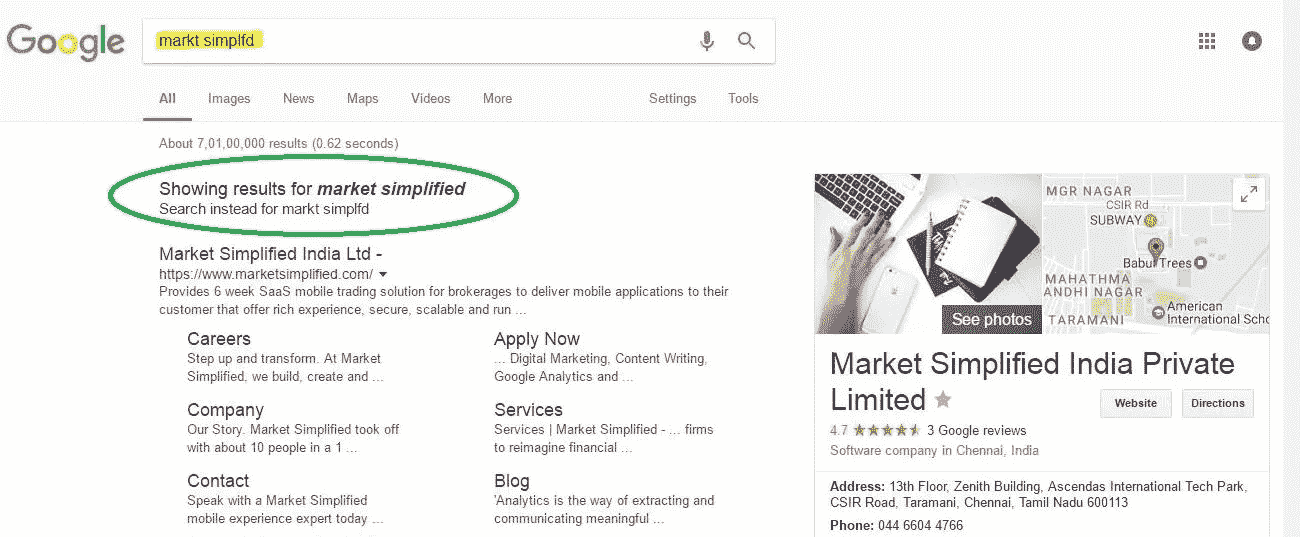 Google
markt simplfd
All Images News Maps Videos More Settings Tools
About 7,01,00,000 results (0.62 seconds)
Showing results for market simplified
Search instead for markt simplfd
Market Simplified India Ltd -
https://www.marketsimplified.com/
Provides 6 week SaaS mobile trading solution for brokerages to deliver mobile applications to their
customer that offer rich experience, secure, scalable and run ...
Careers
Step up and transform. At Market
Simplified, we build, create and ...
Apply Now
... Digital Marketing, Content Writing,
Google Analytics and ...
Company
Our Story. Market Simplified took off
with about 10 people in a 1 ...
Services
Services | Market Simplified - ... firms
to reimagine financial ...
Contact
Speak with a Market Simplified
mobile experience expert today ...
Blog
'Analytics is the way of extracting and
communicating meaningful ...
See photos
MGR NAGAR
CSIR Rd
SUBWAY
Babul Trees
MAHATHMA
ANDHI NAGAR
TARAMANI
American
International Scho
Market Simplified India Private
Limited
Website
Directions
4.7 3 Google reviews
Software company in Chennai, India
Address: 13th Floor, Zenith Building, Ascendas International Tech Park,
CSIR Road, Taramani, Chennai, Tamil Nadu 600113
Phone: 044 6604 4766